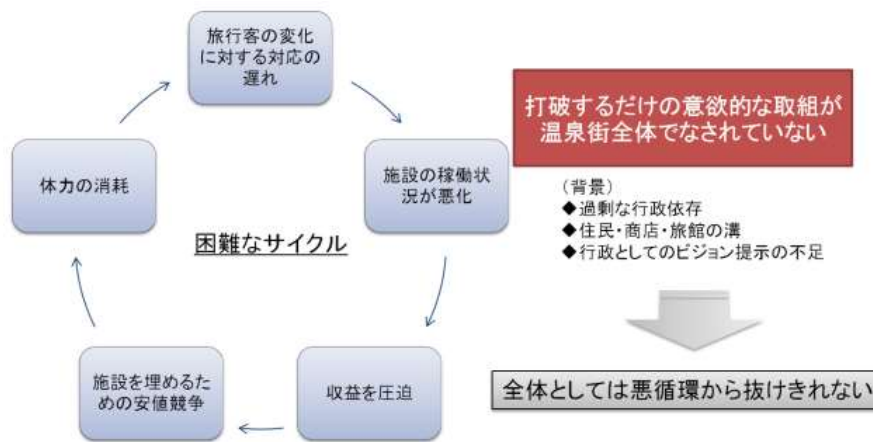 旅行客の変化
に対する対応の
遅れ
施設の稼働状
況が悪化
収益を圧迫
施設を埋めるた
めの安値競争
体力の消耗
困難なサイクル
打破するだけの意欲的な取組が
温泉街全体でなされていない
（背景）
◆過剰な行政依存
◆住民・商店・旅館の溝
◆行政としてのビジョン提示の不足
全体としては悪循環から抜けきれない